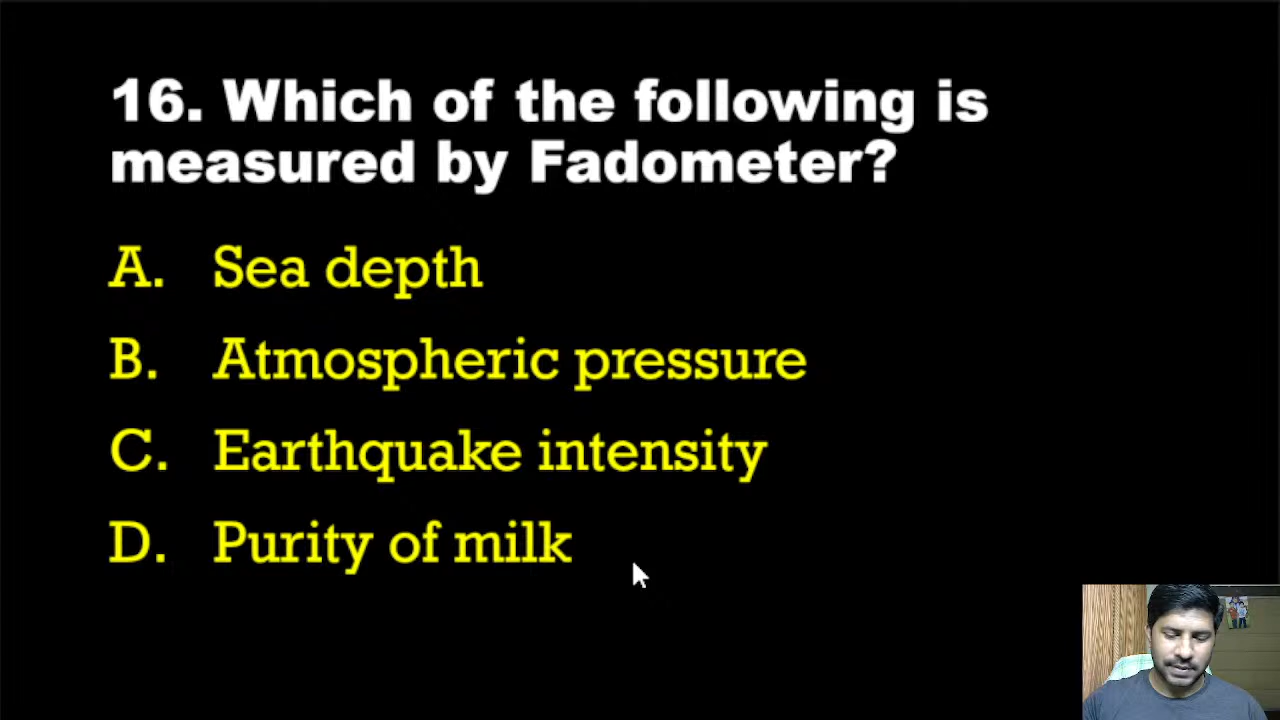 16. Which of the following is
measured by Fadometer?
A. Sea depth
B. Atmospheric pressure
C. Earthquake intensity
D. Purity of milk